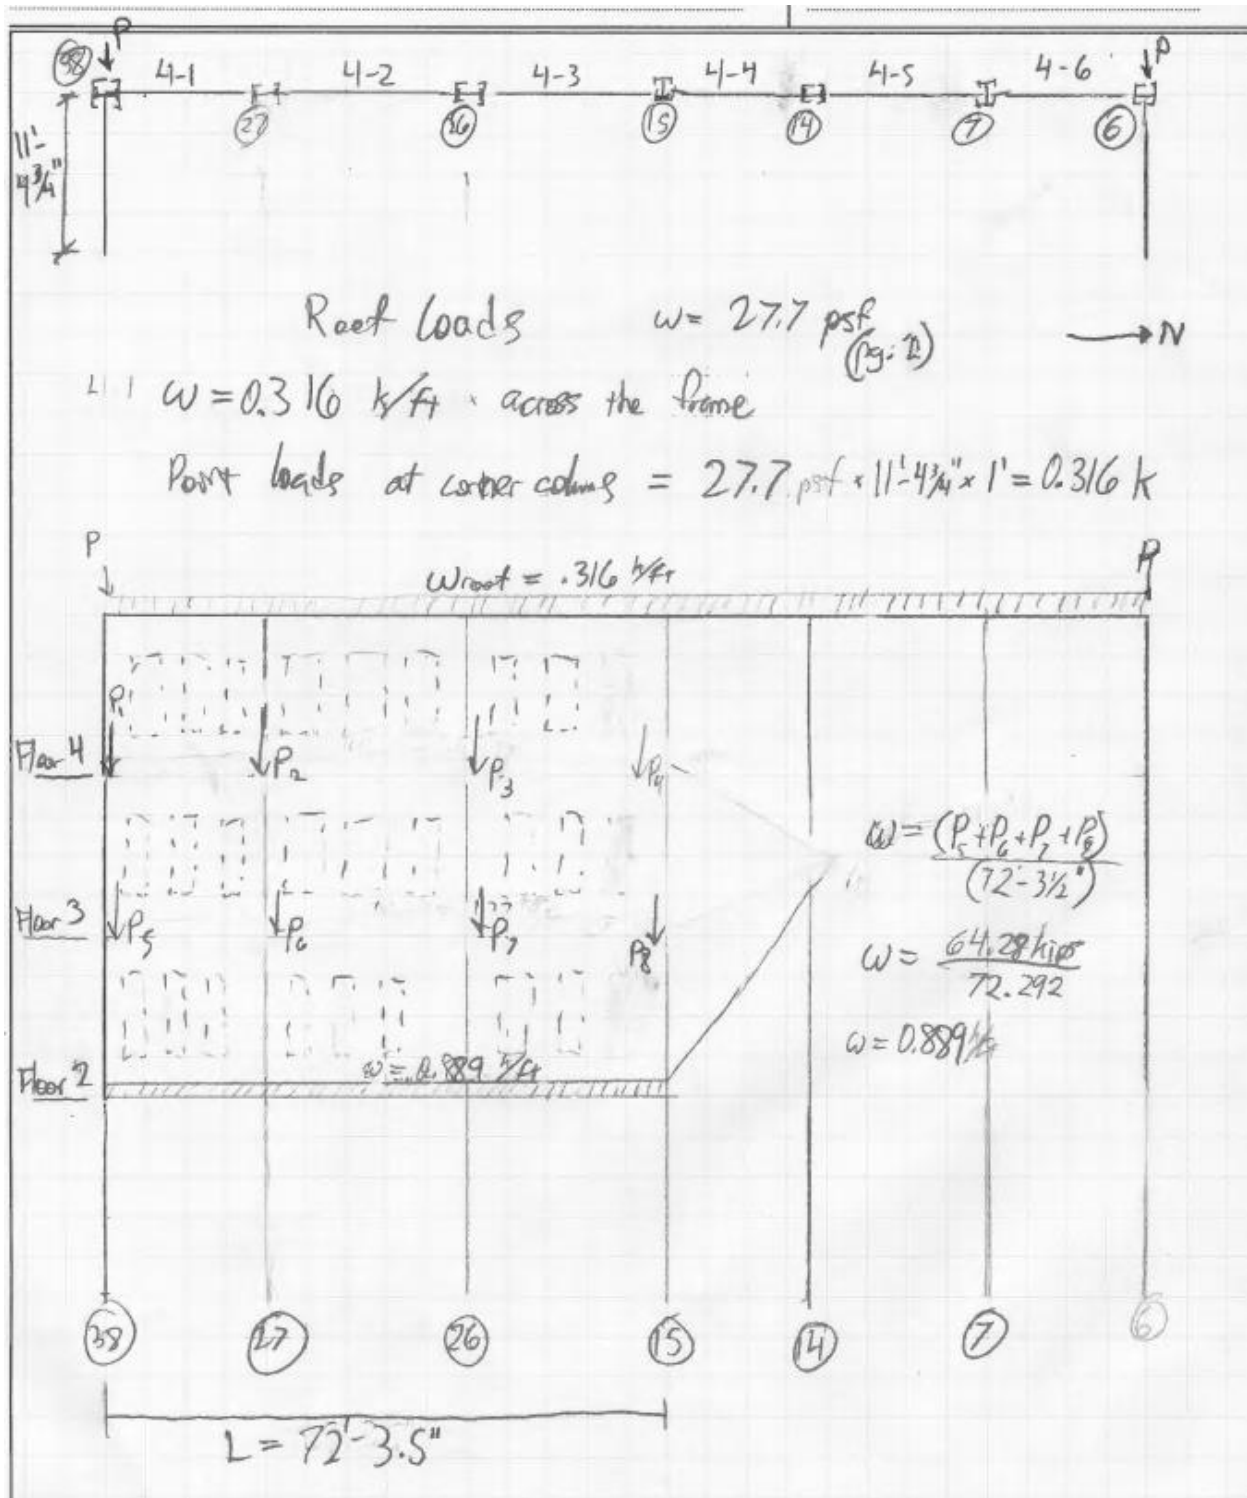 P P
38 4-1 4-2 4-3 4-4 4-5 4-6
27 26 15 14 7 6
11'-
4 3/4"
Roof loads w = 27.7 psf
(pg. )
→ N
4-1 w = 0.316 k/ft across the frame
Point loads at corner colums = 27.7 psf × 11'-4 3/4" × 1' = 0.316 k
P P
Wroof = .316 k/ft
P
Floor 4 P2 P3 P4
w = (P5+P6+P7+P8)
(72-3 1/2")
Floor 3 P5 P6 P7 P8
w = 64.28 kips
72.292
w = 0.889 k/ft
Floor 2 w = 0.889 k/ft
38 27 26 15 14 7 6
L = 72'-3.5"